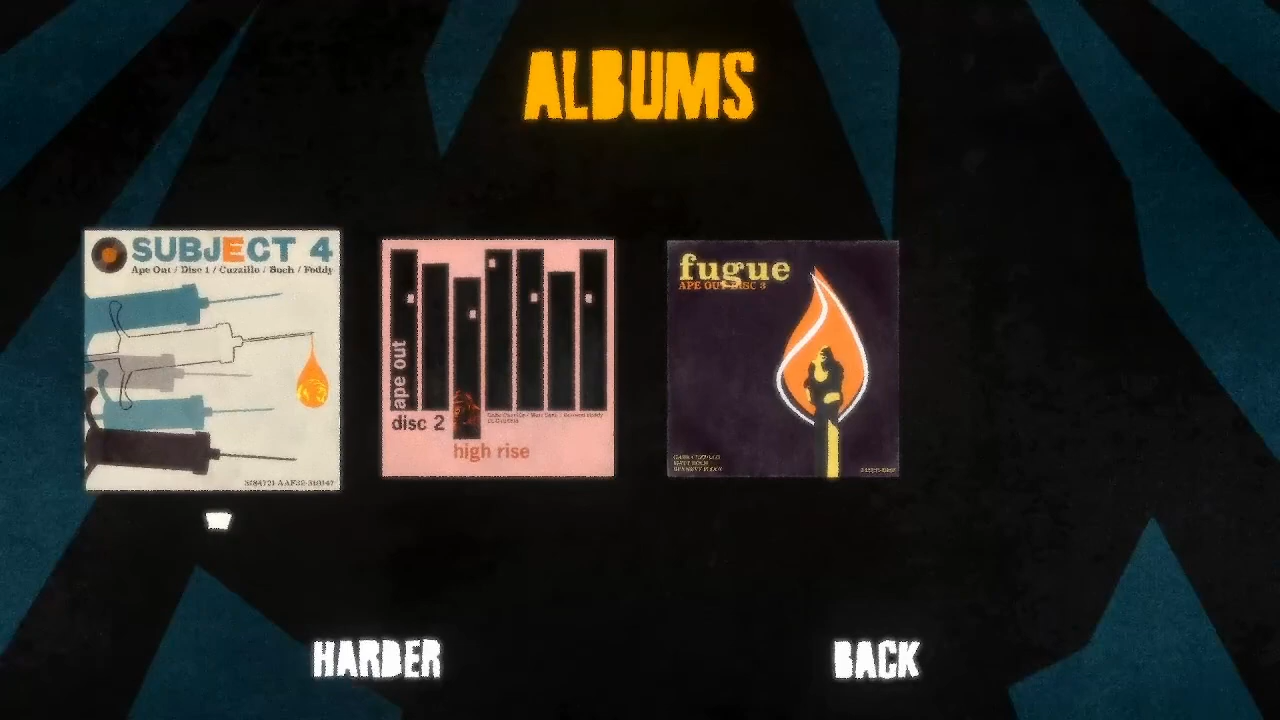 ALBUMS
SUBJECT 4
Ape Out / Disc 1 / Cuzzillo / Boch / Foddy
ape out
disc 2
high rise
fugue
APE OUT DISC 3
HARDER
BACK